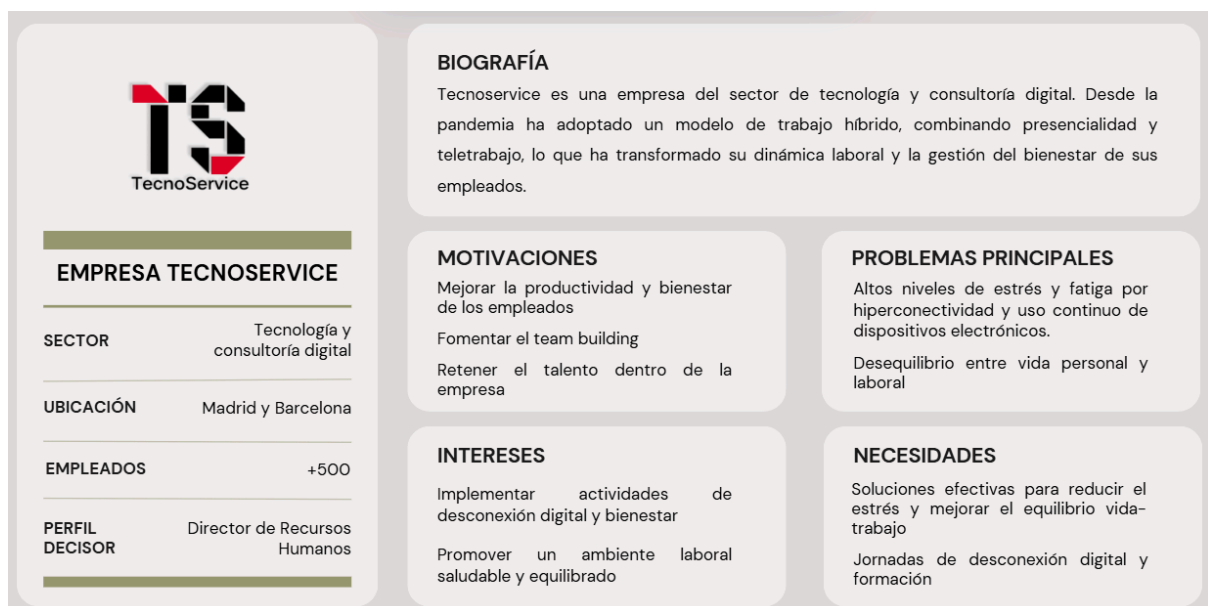 TS
TecnoService
EMPRESA TECNOSERVICE
SECTOR
Tecnología y
consultoría digital
UBICACIÓN
Madrid y Barcelona
EMPLEADOS
+500
PERFIL
DECISOR
Director de Recursos
Humanos
BIOGRAFÍA
Tecnoservice es una empresa del sector de tecnología y consultoría digital. Desde la
pandemia ha adoptado un modelo de trabajo híbrido, combinando presencialidad y
teletrabajo, lo que ha transformado su dinámica laboral y la gestión del bienestar de sus
empleados.
MOTIVACIONES
Mejorar la productividad y bienestar
de los empleados
Fomentar el team building
Retener el talento dentro de la
empresa
PROBLEMAS PRINCIPALES
Altos niveles de estrés y fatiga por
hiperconectividad y uso continuo de
dispositivos electrónicos.
Desequilibrio entre vida personal y
laboral
INTERESES
Implementar actividades de
desconexión digital y bienestar
Promover un ambiente laboral
saludable y equilibrado
NECESIDADES
Soluciones efectivas para reducir el
estrés y mejorar el equilibrio vida-
trabajo
Jornadas de desconexión digital y
formación